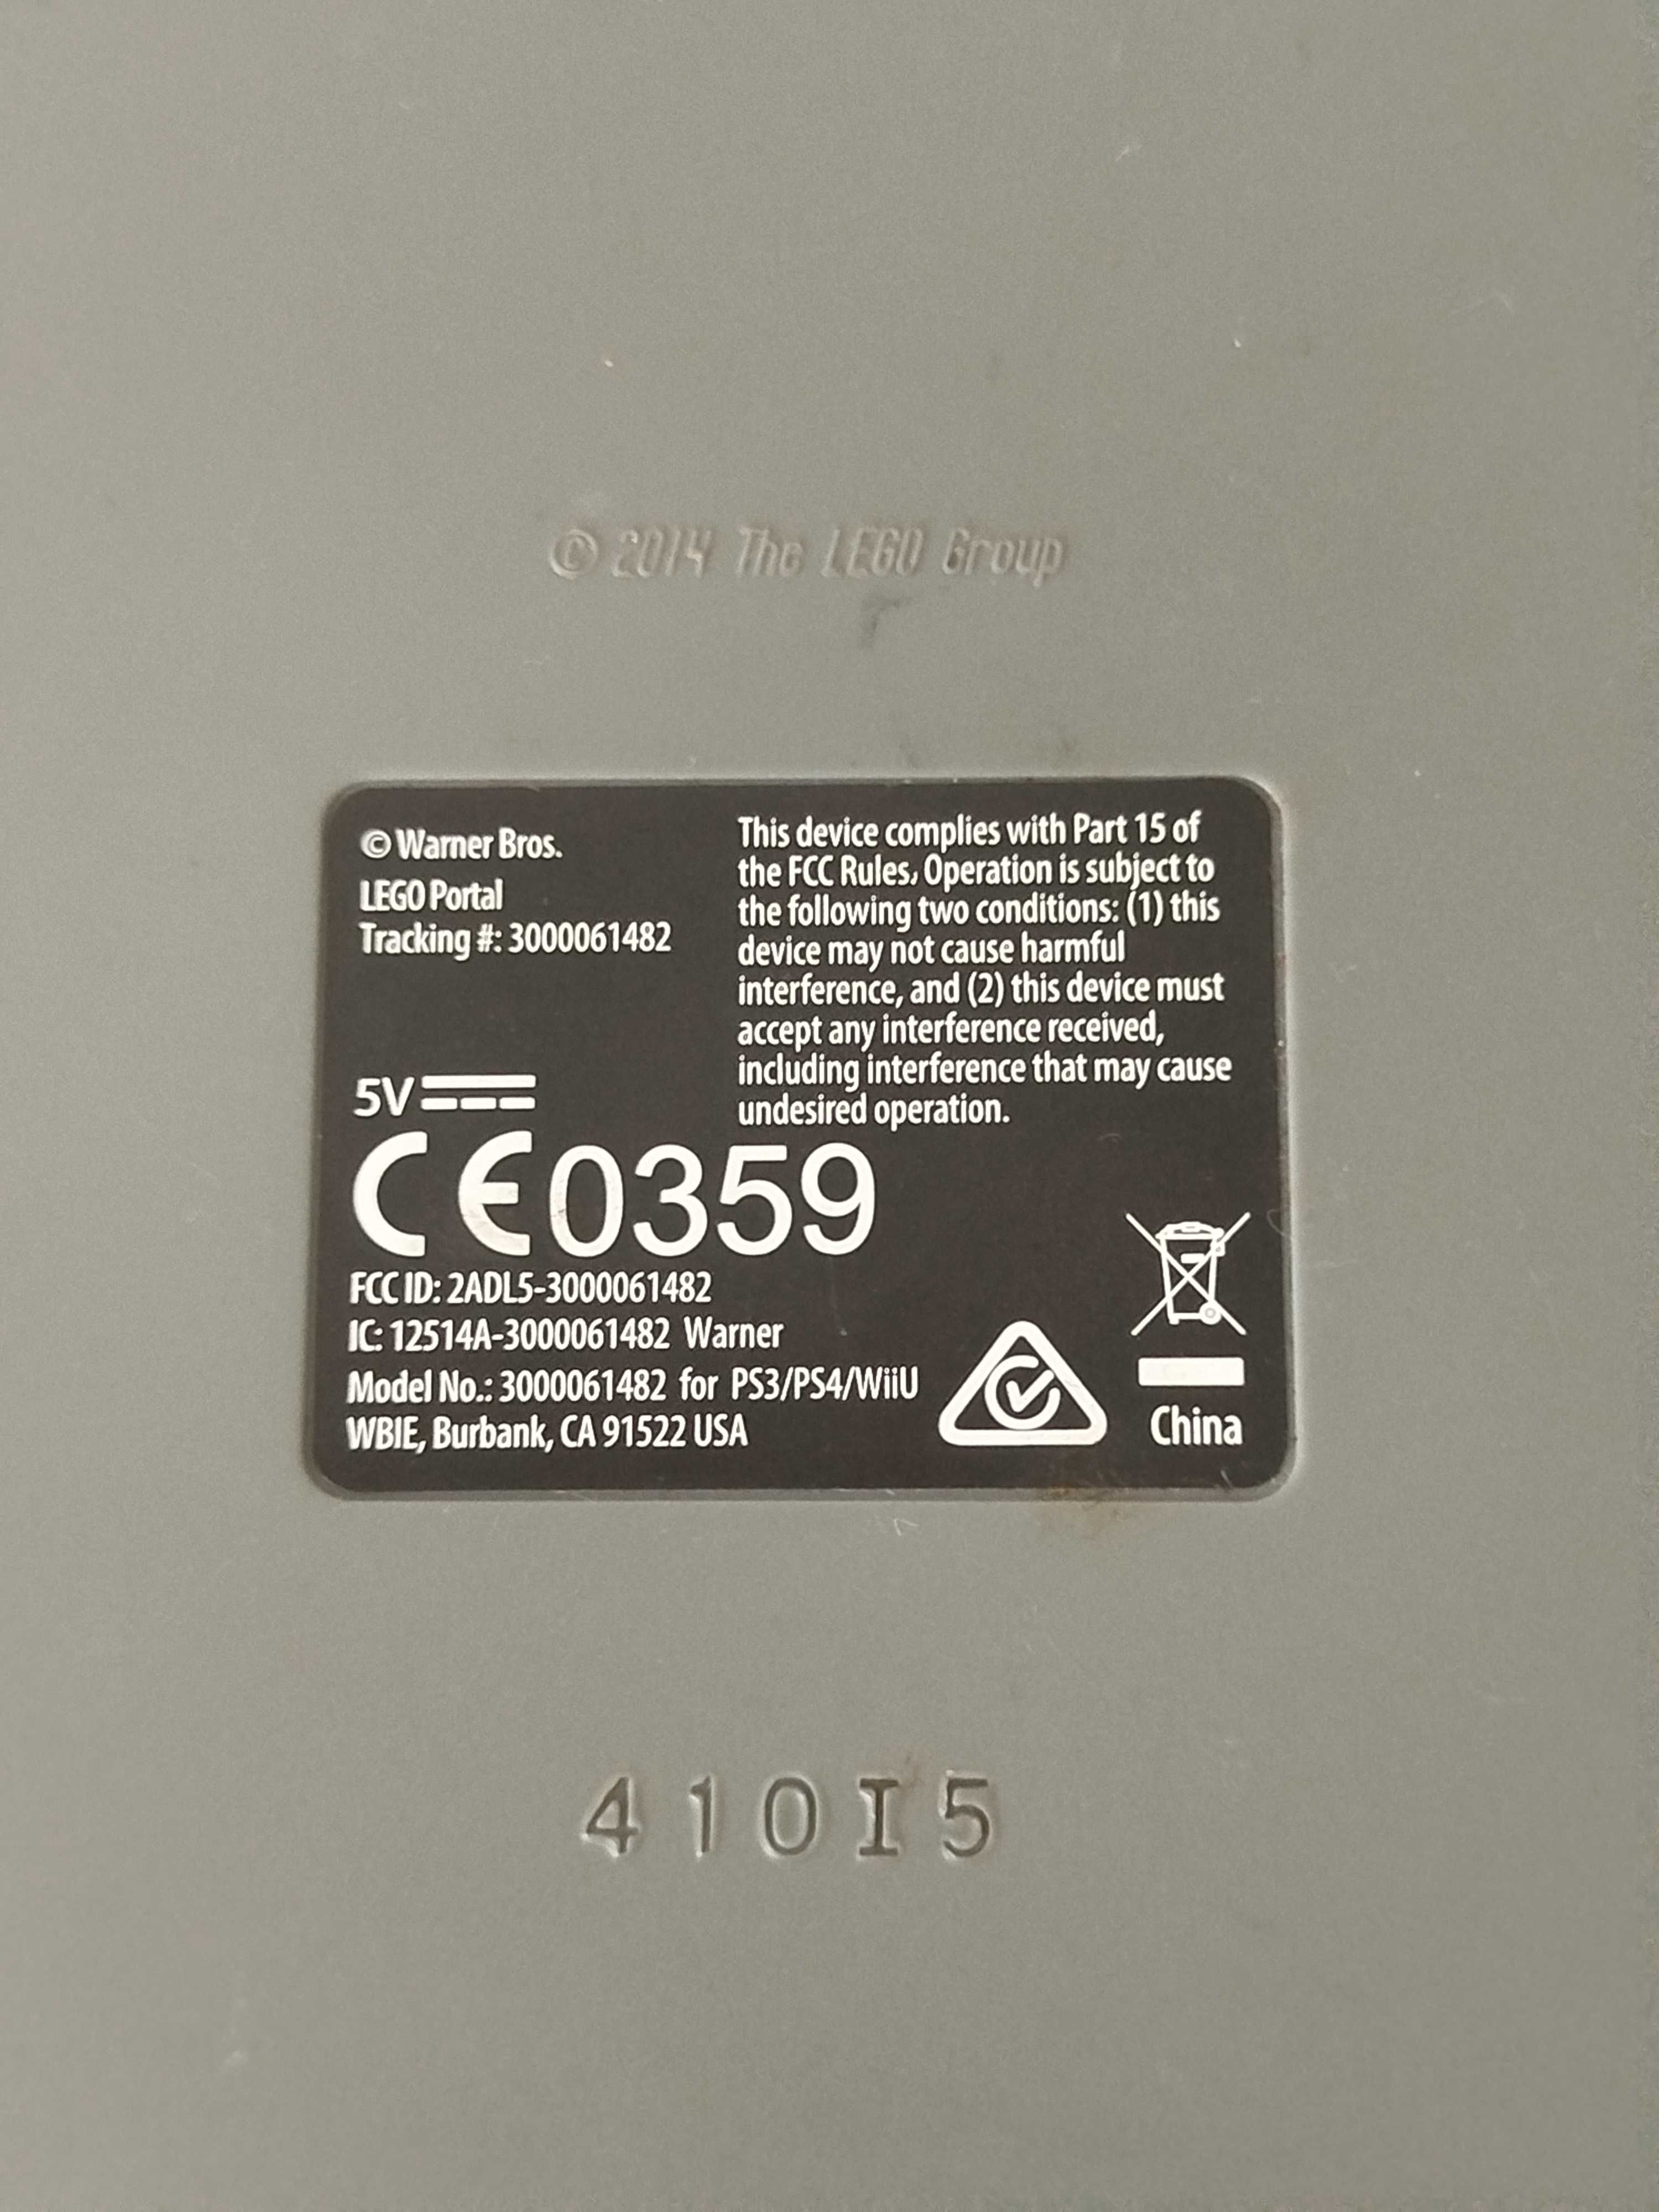 © 2014 The LEGO Group
© Warner Bros.
LEGO Portal
Tracking #: 3000061482
This device complies with Part 15 of
the FCC Rules. Operation is subject to
the following two conditions: (1) this
device may not cause harmful
interference, and (2) this device must
accept any interference received,
including interference that may cause
undesired operation.
5V
CE0359
FCC ID: 2ADL5-3000061482
IC: 12514A-3000061482 Warner
Model No.: 3000061482 for PS3/PS4/WiiU
WBIE, Burbank, CA 91522 USA
China
410I5